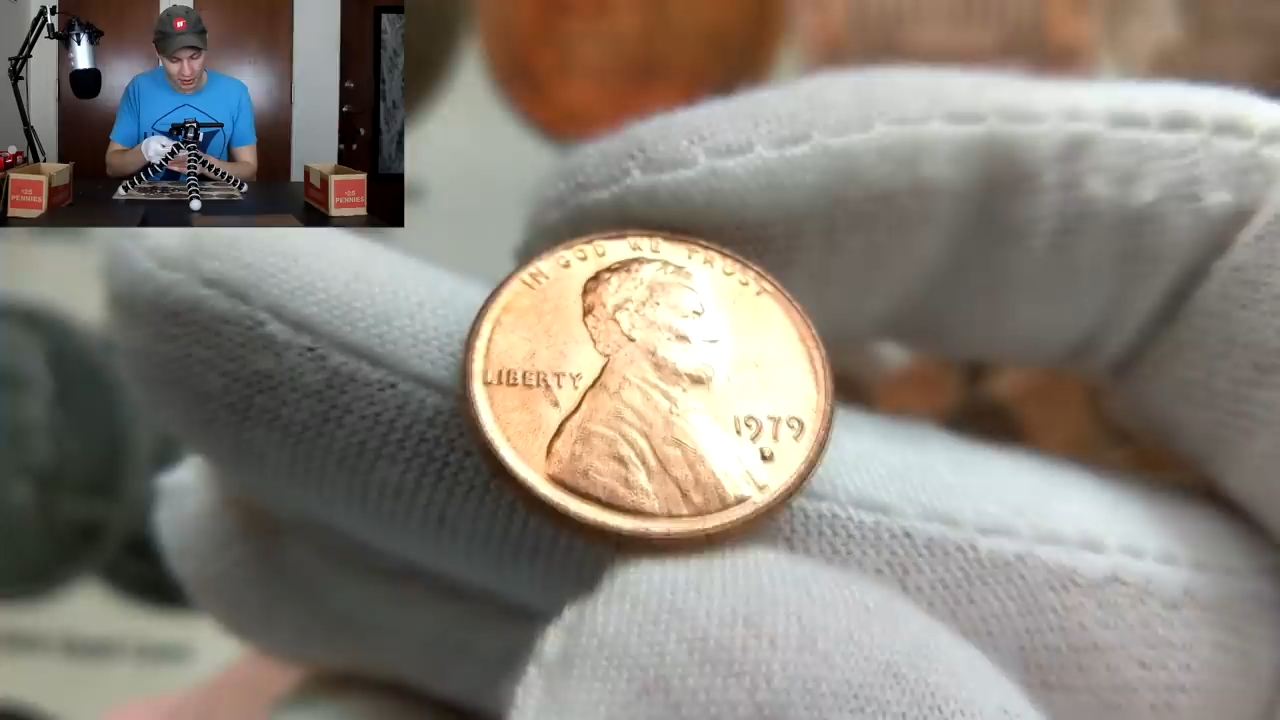 IN GOD WE TRUST
LIBERTY
1979
D
$25
PENNIES
$25
PENNIES